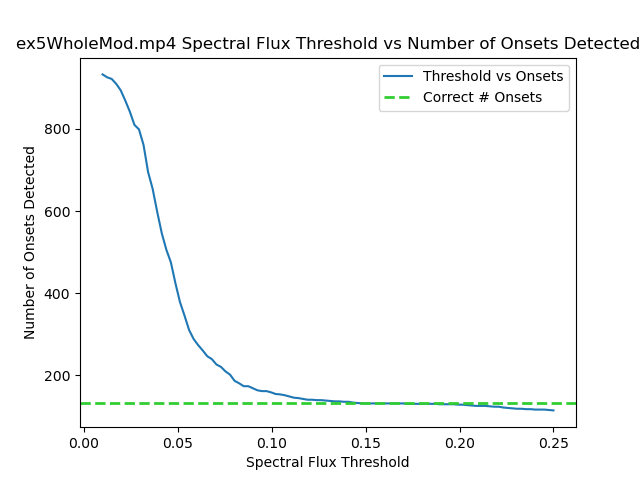 ex5WholeMod.mp4 Spectral Flux Threshold vs Number of Onsets Detected
Threshold vs Onsets
Correct # Onsets
Number of Onsets Detected
800
600
400
200
0.00 0.05 0.10 0.15 0.20 0.25
Spectral Flux Threshold